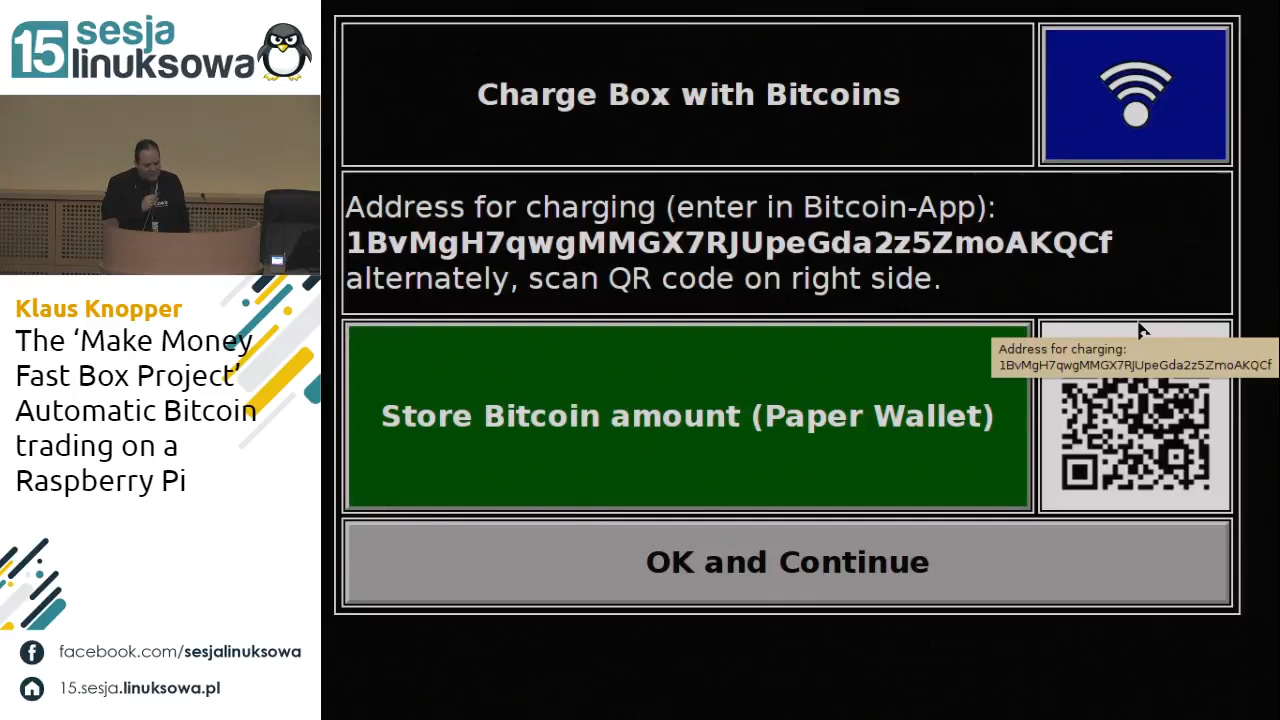 15 sesja
linuksowa
Klaus Knopper
The ‘Make Money
Fast Box Project’
Automatic Bitcoin
trading on a
Raspberry Pi
facebook.com/sesjalinuksowa
15.sesja.linuksowa.pl
Charge Box with Bitcoins
Address for charging (enter in Bitcoin-App):
1BvMgH7qwgMMGX7RJUpeGda2z5ZmoAKQCf
alternately, scan QR code on right side.
Address for charging:
1BvMgH7qwgMMGX7RJUpeGda2z5ZmoAKQCf
Store Bitcoin amount (Paper Wallet)
OK and Continue